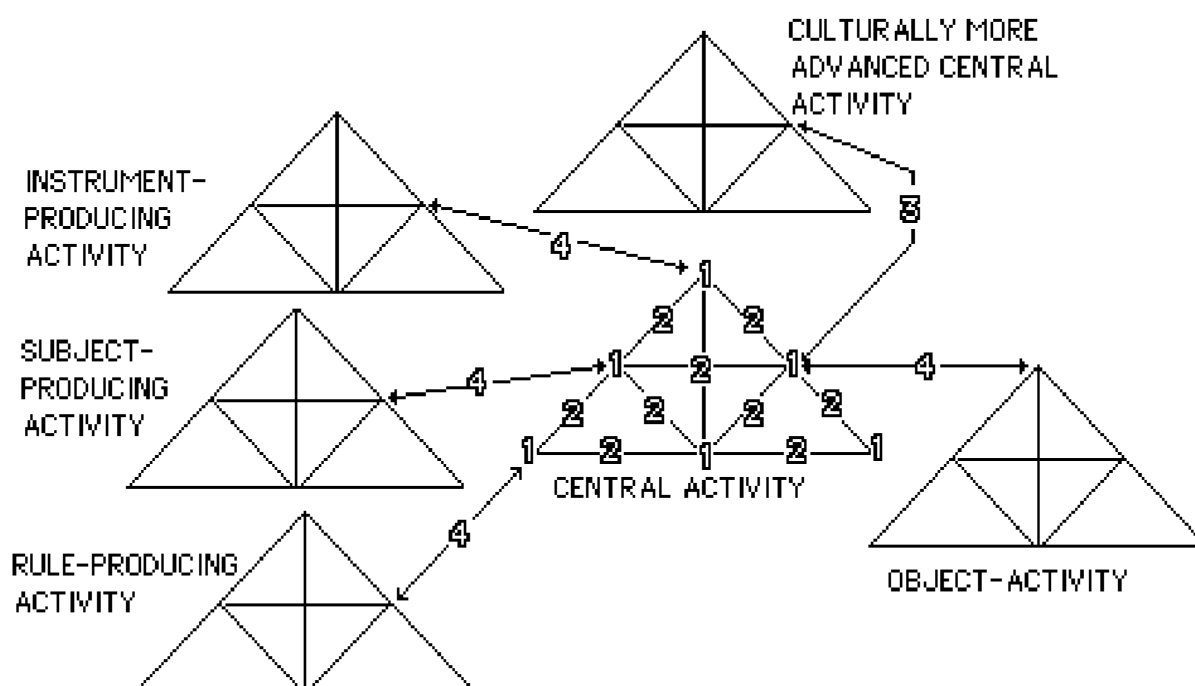 CULTURALLY MORE
ADVANCED CENTRAL
ACTIVITY
INSTRUMENT-
PRODUCING
ACTIVITY
3
4
1
2 2
SUBJECT-
PRODUCING
ACTIVITY
4
1 2 1
4
2 2 2 2
1 2 1 2 1
CENTRAL ACTIVITY
4
RULE-PRODUCING
ACTIVITY
OBJECT-ACTIVITY